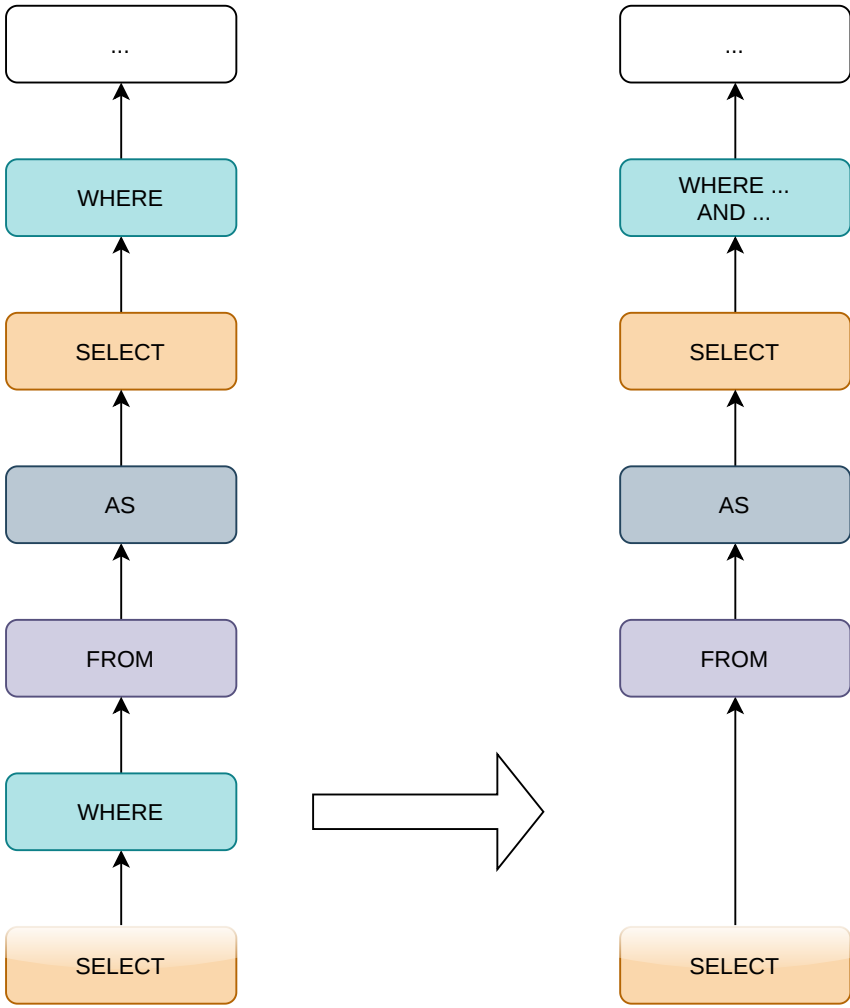 ...
WHERE
SELECT
AS
FROM
WHERE
SELECT
...
WHERE ...
AND ...
SELECT
AS
FROM
SELECT